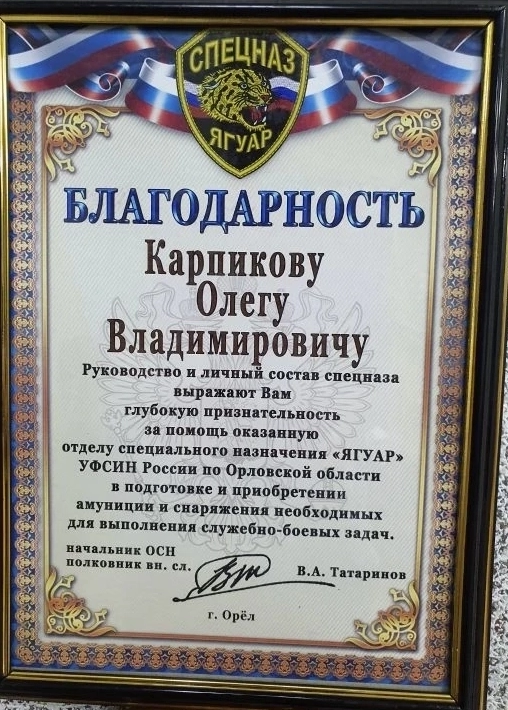 СПЕЦНАЗ
ЯГУАР
БЛАГОДАРНОСТЬ
Карпикову
Олегу
Владимировичу
Руководство и личный состав спецназа
выражают Вам
глубокую признательность
за помощь оказанную
отделу специального назначения «ЯГУАР»
УФСИН России по Орловской области
в подготовке и приобретении
амуниции и снаряжения необходимых
для выполнения служебно-боевых задач.
начальник ОСН
полковник вн. сл.
В.А. Татаринов
г. Орёл